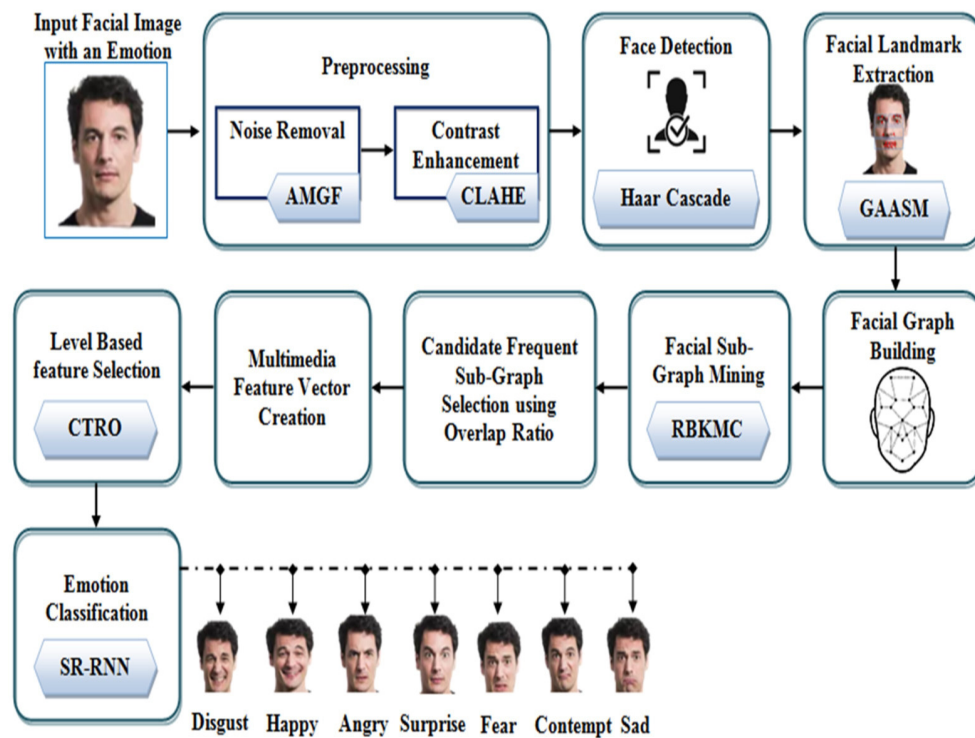 Input Facial Image
with an Emotion
Preprocessing
Noise Removal
AMGF
Contrast
Enhancement
CLAHE
Face Detection
Haar Cascade
Facial Landmark
Extraction
GAASM
Facial Graph
Building
Facial Sub-
Graph Mining
RBKMC
Candidate Frequent
Sub-Graph
Selection using
Overlap Ratio
Multimedia
Feature Vector
Creation
Level Based
feature Selection
CTRO
Emotion
Classification
SR-RNN
Disgust Happy Angry Surprise Fear Contempt Sad